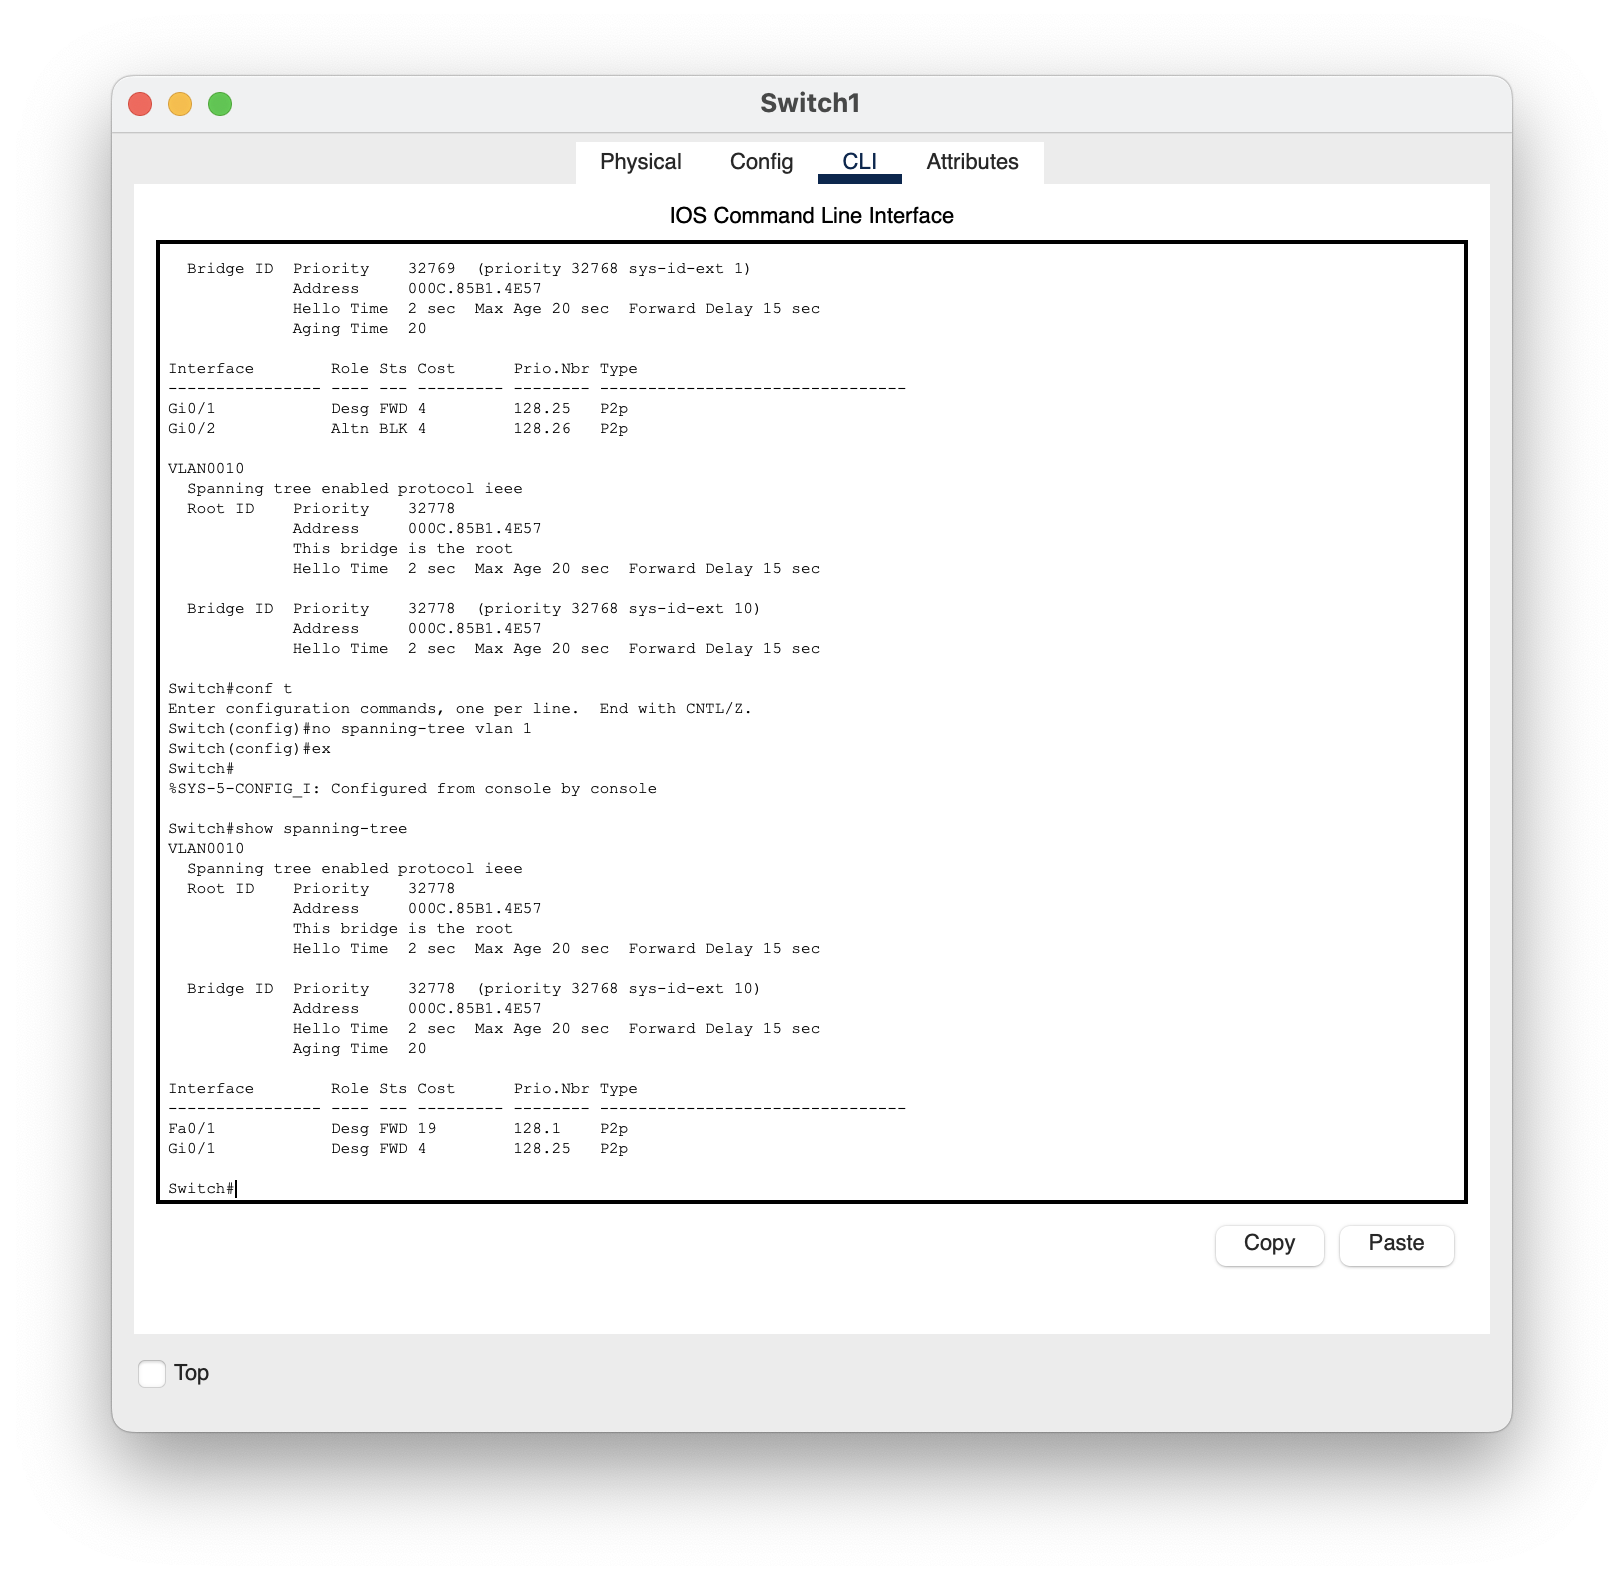 Switch1
Physical Config CLI Attributes
IOS Command Line Interface
  Bridge ID  Priority    32769  (priority 32768 sys-id-ext 1)
             Address     000C.85B1.4E57
             Hello Time  2 sec  Max Age 20 sec  Forward Delay 15 sec
             Aging Time  20

Interface        Role Sts Cost      Prio.Nbr Type
---------------- ---- --- --------- -------- --------------------------------
Gi0/1            Desg FWD 4         128.25   P2p
Gi0/2            Altn BLK 4         128.26   P2p

VLAN0010
  Spanning tree enabled protocol ieee
  Root ID    Priority    32778
             Address     000C.85B1.4E57
             This bridge is the root
             Hello Time  2 sec  Max Age 20 sec  Forward Delay 15 sec

  Bridge ID  Priority    32778  (priority 32768 sys-id-ext 10)
             Address     000C.85B1.4E57
             Hello Time  2 sec  Max Age 20 sec  Forward Delay 15 sec

Switch#conf t
Enter configuration commands, one per line.  End with CNTL/Z.
Switch(config)#no spanning-tree vlan 1
Switch(config)#ex
Switch#
%SYS-5-CONFIG_I: Configured from console by console

Switch#show spanning-tree
VLAN0010
  Spanning tree enabled protocol ieee
  Root ID    Priority    32778
             Address     000C.85B1.4E57
             This bridge is the root
             Hello Time  2 sec  Max Age 20 sec  Forward Delay 15 sec

  Bridge ID  Priority    32778  (priority 32768 sys-id-ext 10)
             Address     000C.85B1.4E57
             Hello Time  2 sec  Max Age 20 sec  Forward Delay 15 sec
             Aging Time  20

Interface        Role Sts Cost      Prio.Nbr Type
---------------- ---- --- --------- -------- --------------------------------
Fa0/1            Desg FWD 19        128.1    P2p
Gi0/1            Desg FWD 4         128.25   P2p

Switch#
Copy Paste
Top